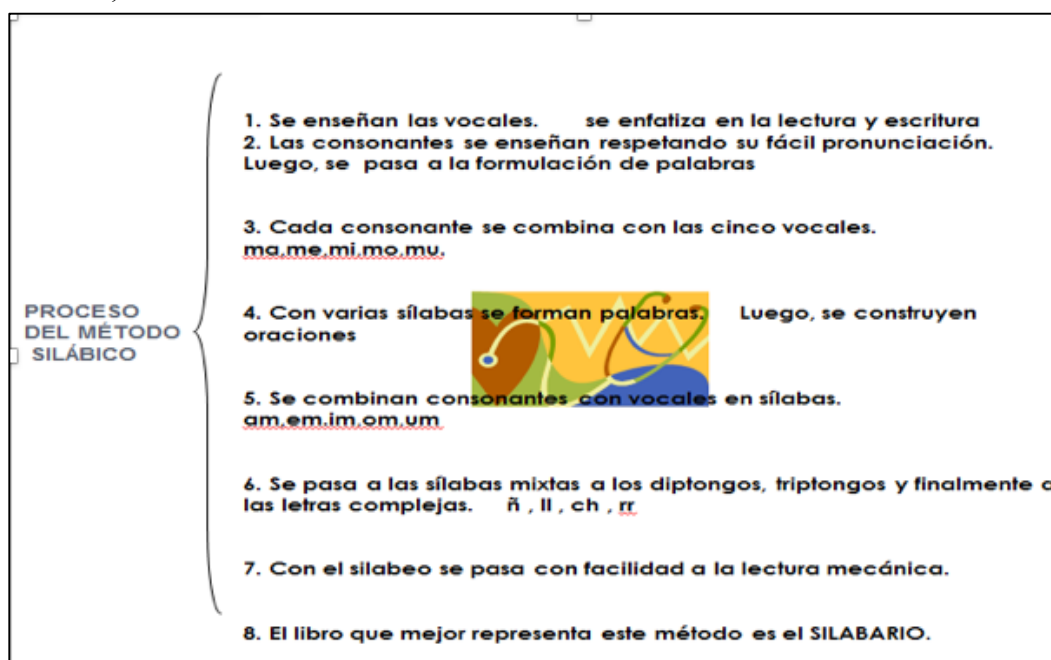 PROCESO
DEL MÉTODO
SILÁBICO
1. Se enseñan las vocales. se enfatiza en la lectura y escritura
2. Las consonantes se enseñan respetando su fácil pronunciación.
Luego, se pasa a la formulación de palabras
3. Cada consonante se combina con las cinco vocales.
ma,me,mi,mo,mu.
4. Con varias sílabas se forman palabras. Luego, se construyen
oraciones
5. Se combinan consonantes con vocales en sílabas.
am,em.im,om,um
6. Se pasa a las sílabas mixtas a los diptongos, triptongos y finalmente a
las letras complejas. ñ , ll , ch , rr
7. Con el silabeo se pasa con facilidad a la lectura mecánica.
8. El libro que mejor representa este método es el SILABARIO.